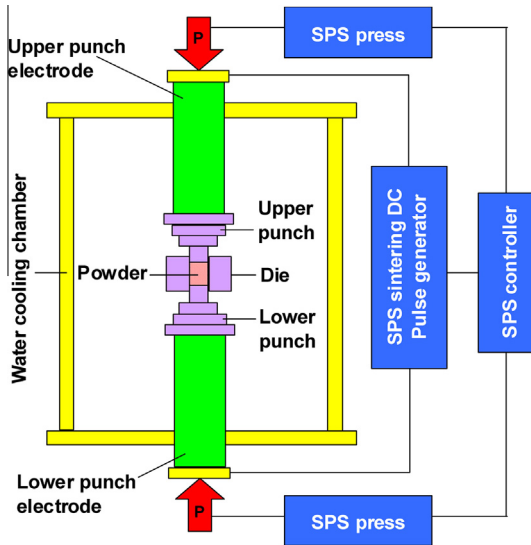 Upper punch
electrode
P
SPS press
Water cooling chamber
Upper
punch
Powder
Die
Lower
punch
SPS sintering DC
Pulse generator
SPS controller
Lower punch
electrode
P
SPS press